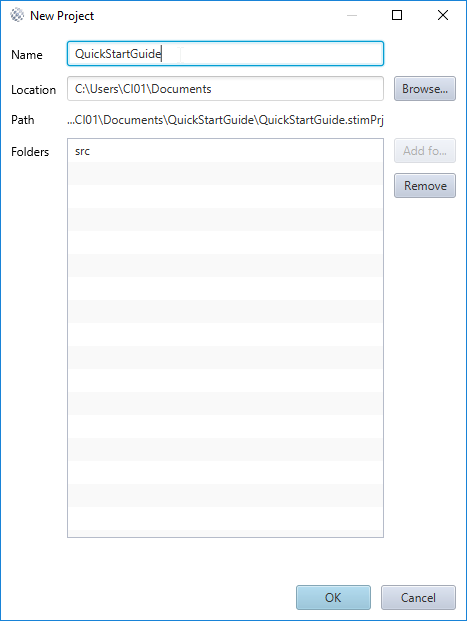 New Project
Name QuickStartGuide
Location C:\Users\CI01\Documents Browse...
Path ...CI01\Documents\QuickStartGuide\QuickStartGuide.stimPrj
Folders src Add fo...
Remove
OK Cancel